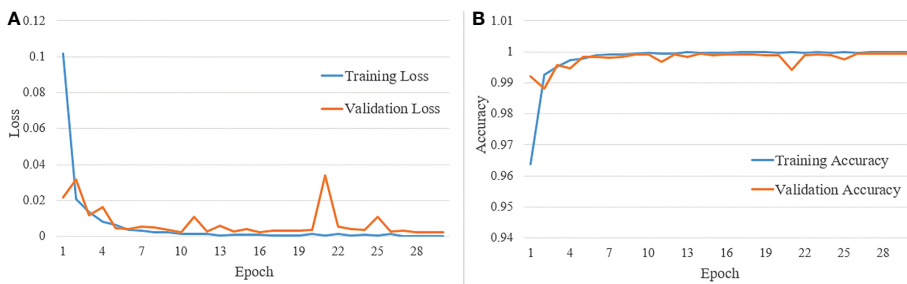 A
0.12
0.1
0.08
0.06
0.04
0.02
0
Loss
Training Loss
Validation Loss
1 4 7 10 13 16 19 22 25 28
Epoch
B
1.01
1
0.99
0.98
0.97
0.96
0.95
0.94
Accuracy
Training Accuracy
Validation Accuracy
1 4 7 10 13 16 19 22 25 28
Epoch